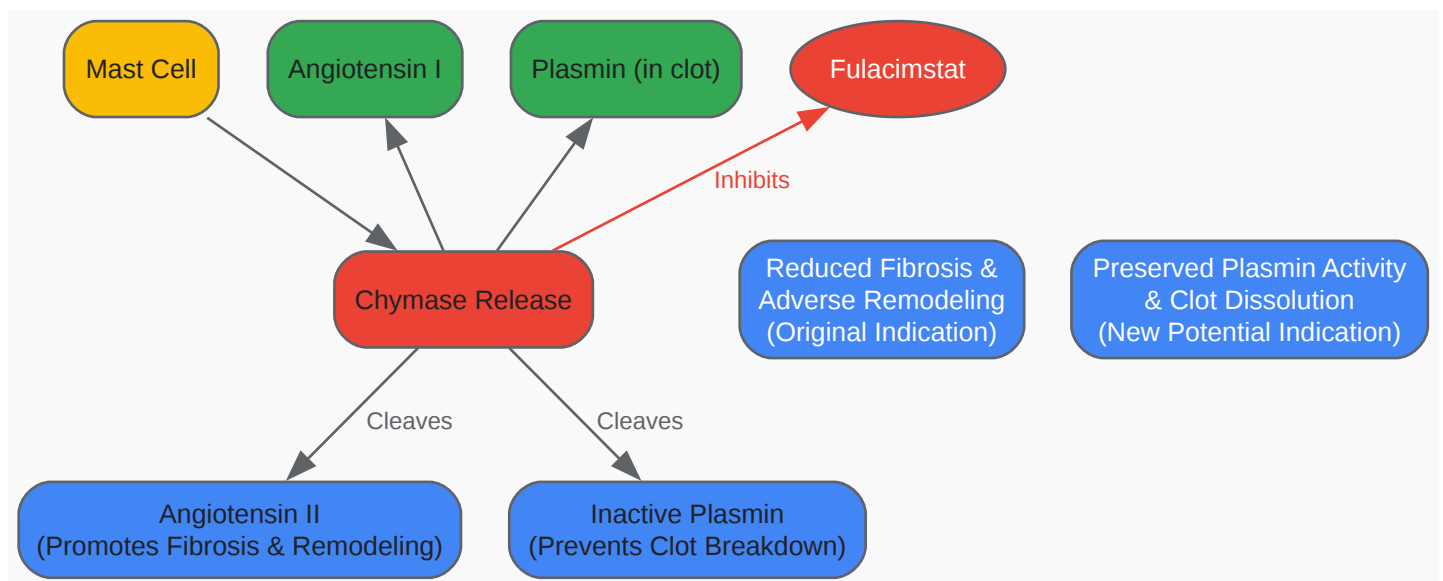 Mast Cell
Angiotensin I
Plasmin (in clot)
Fulacimstat
Inhibits
Chymase Release
Reduced Fibrosis &
Adverse Remodeling
(Original Indication)
Preserved Plasmin Activity
& Clot Dissolution
(New Potential Indication)
Cleaves
Cleaves
Angiotensin II
(Promotes Fibrosis & Remodeling)
Inactive Plasmin
(Prevents Clot Breakdown)